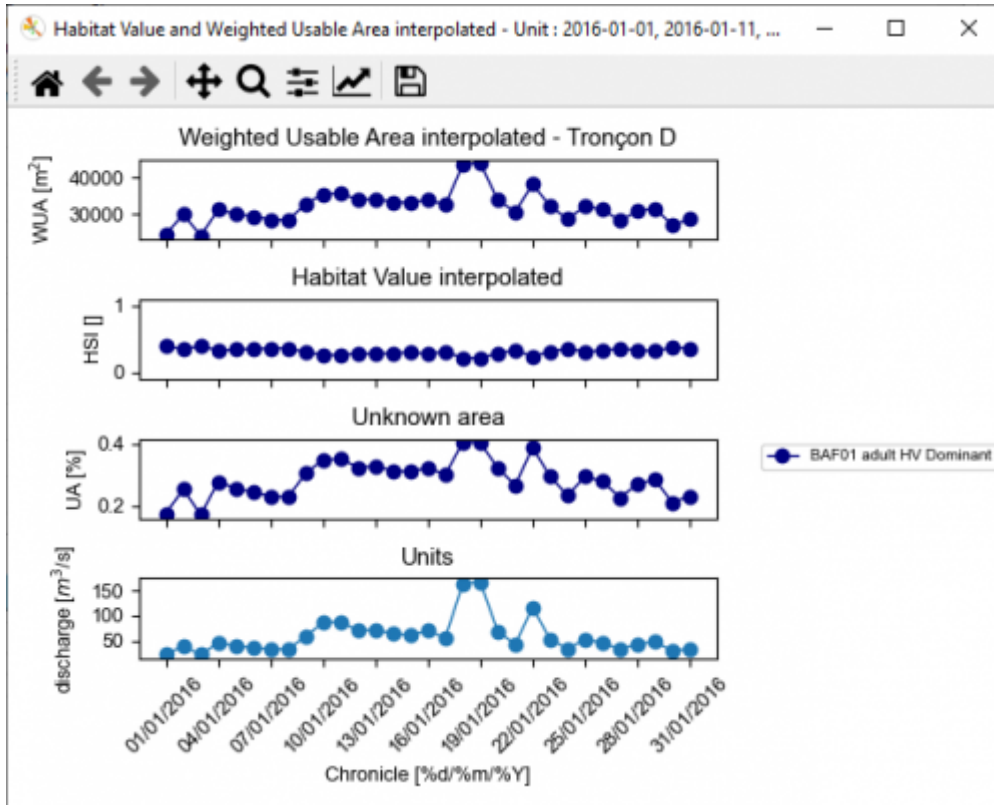 Habitat Value and Weighted Usable Area interpolated - Unit : 2016-01-01, 2016-01-11, ...
Weighted Usable Area interpolated - Tronçon D
WUA [m²]
40000
30000
Habitat Value interpolated
HSI []
1
0
Unknown area
UA [%]
0.4
0.2
BAF01 adult HV Dominant
Units
discharge [m³/s]
150
100
50
01/01/2016
04/01/2016
07/01/2016
10/01/2016
13/01/2016
16/01/2016
19/01/2016
22/01/2016
25/01/2016
28/01/2016
31/01/2016
Chronicle [%d/%m/%Y]